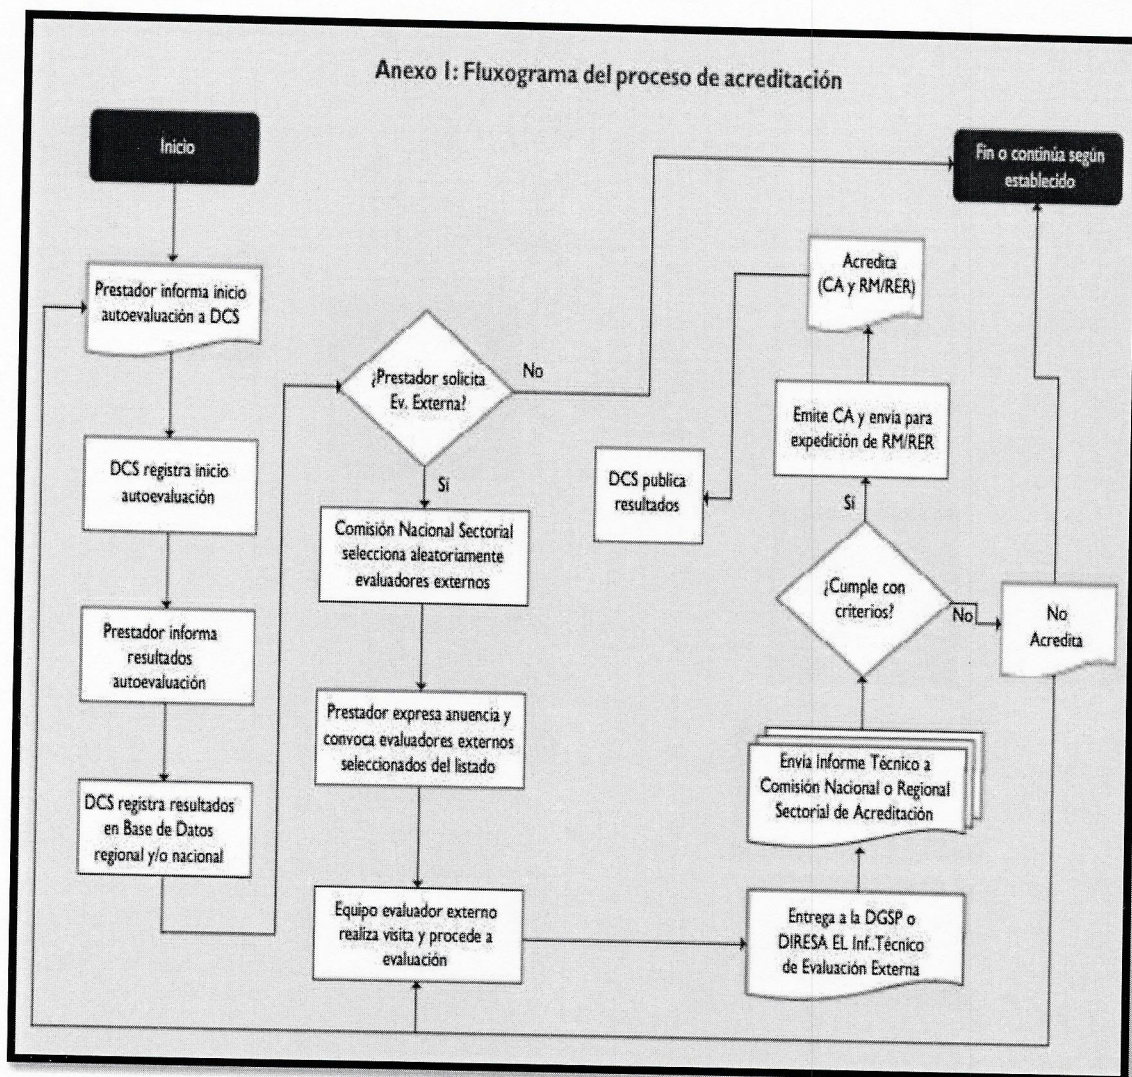 Anexo 1: Fluxograma del proceso de acreditación
Inicio
Prestador informa inicio
autoevaluación a DCS
DCS registra inicio
autoevaluación
Prestador informa
resultados
autoevaluación
DCS registra resultados
en Base de Datos
regional y/o nacional
¿Prestador solicita
Ev. Externa?
No
Sí
Comisión Nacional Sectorial
selecciona aleatoriamente
evaluadores externos
Prestador expresa anuencia y
convoca evaluadores externos
seleccionados del listado
Equipo evaluador externo
realiza visita y procede a
evaluación
Entrega a la DGSP o
DIRESA EL Inf..Técnico
de Evaluación Externa
Envía Informe Técnico a
Comisión Nacional o Regional
Sectorial de Acreditación
¿Cumple con
criterios?
No
No
Acredita
Sí
Emite CA y envía para
expedición de RM/RER
Acredita
(CA y RM/RER)
DCS publica
resultados
Fin o continúa según
establecido